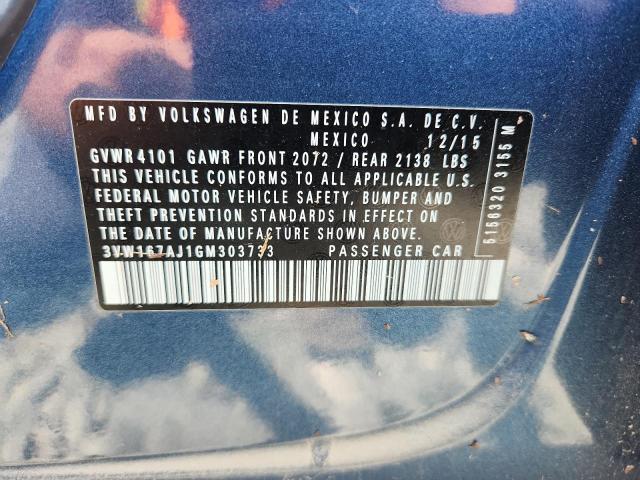 MFD BY VOLKSWAGEN DE MEXICO S.A. DE C.V.
MEXICO 12/15
GVWR 4101 GAWR FRONT 2072 / REAR 2138 LBS
THIS VEHICLE CONFORMS TO ALL APPLICABLE U.S.
FEDERAL MOTOR VEHICLE SAFETY, BUMPER AND
THEFT PREVENTION STANDARDS IN EFFECT ON
THE DATE OF MANUFACTURE SHOWN ABOVE.
3VW167AJ1GM303733 PASSENGER CAR
5156320 3155 M